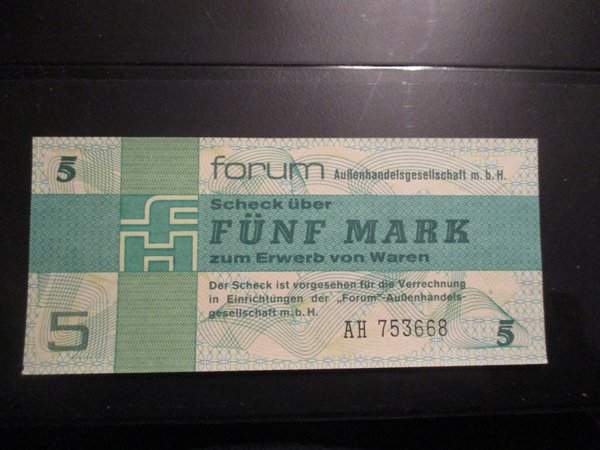 5
forum Außenhandelsgesellschaft m. b. H.
Scheck über
FÜNF MARK
zum Erwerb von Waren
Der Scheck ist vorgesehen für die Verrechnung
in Einrichtungen der „Forum"-Außenhandels-
gesellschaft m. b. H.
AH 753668
5
5